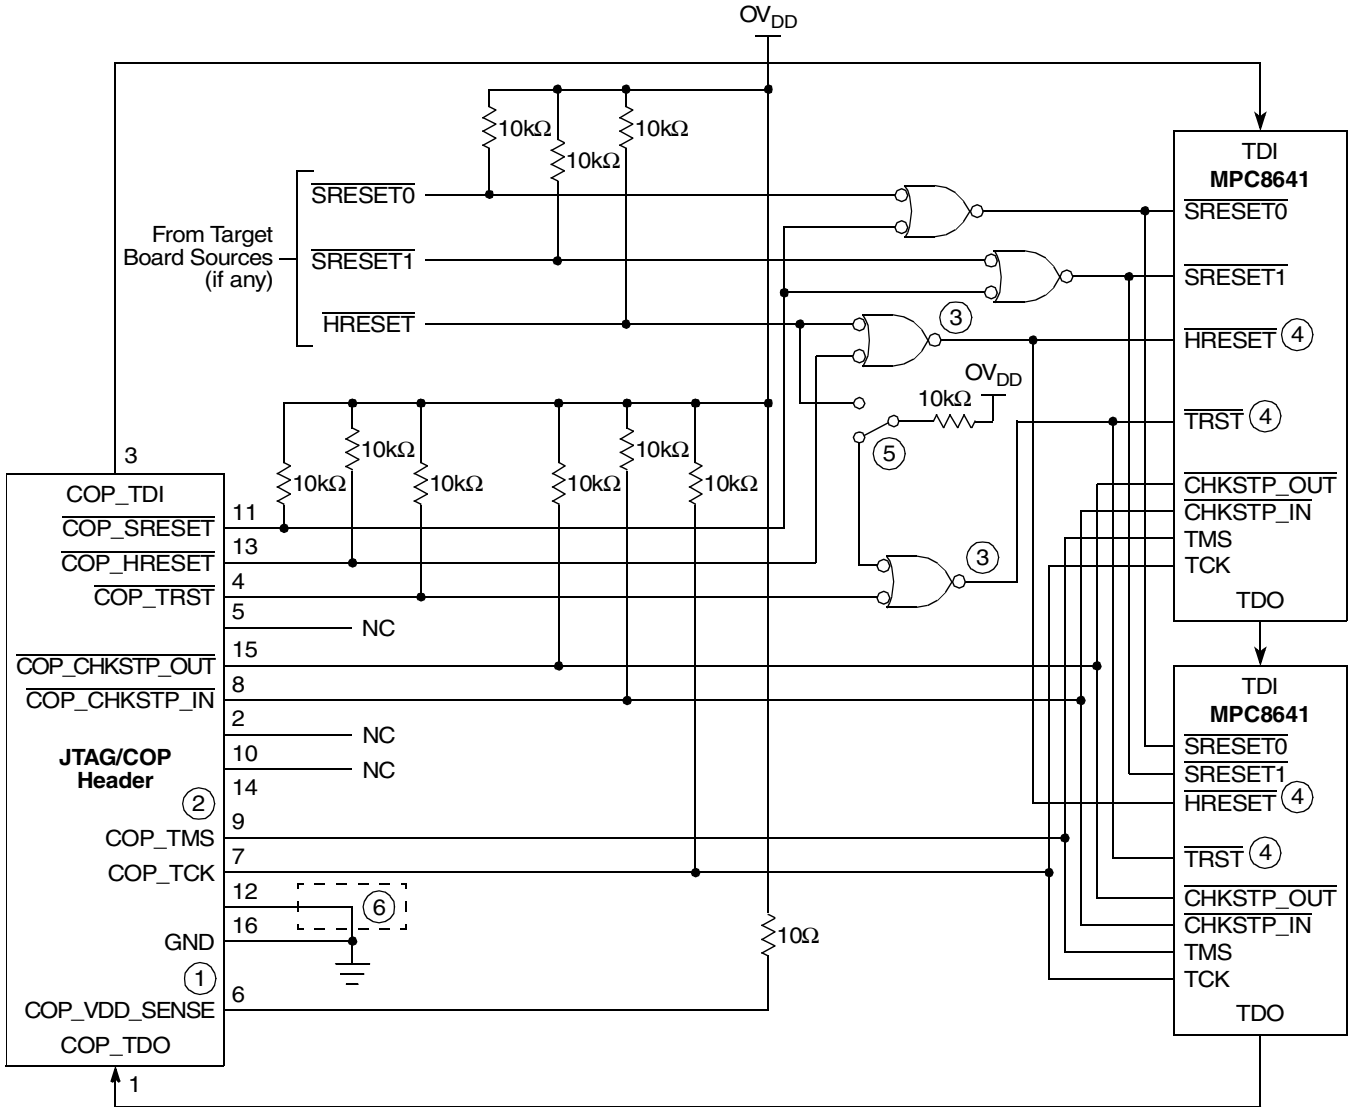 OVDD
10kΩ
10kΩ
10kΩ
TDI
MPC8641
SRESET0
SRESET0
From Target
Board Sources
(if any)
SRESET1
SRESET1
HRESET
3
HRESET 4
OVDD
10kΩ
TRST 4
5
3
10kΩ
10kΩ
10kΩ
10kΩ
10kΩ
10kΩ
CHKSTP_OUT
CHKSTP_IN
TMS
TCK
TDO
COP_TDI
COP_SRESET 11
COP_HRESET 13
3
COP_TRST 4
5 NC
COP_CHKSTP_OUT 15
COP_CHKSTP_IN 8
2 NC
10 NC
JTAG/COP
Header
14
2
COP_TMS 9
COP_TCK 7
12
6
GND 16
1
COP_VDD_SENSE 6
10Ω
COP_TDO
1
TDI
MPC8641
SRESET0
SRESET1
HRESET 4
TRST 4
CHKSTP_OUT
CHKSTP_IN
TMS
TCK
TDO